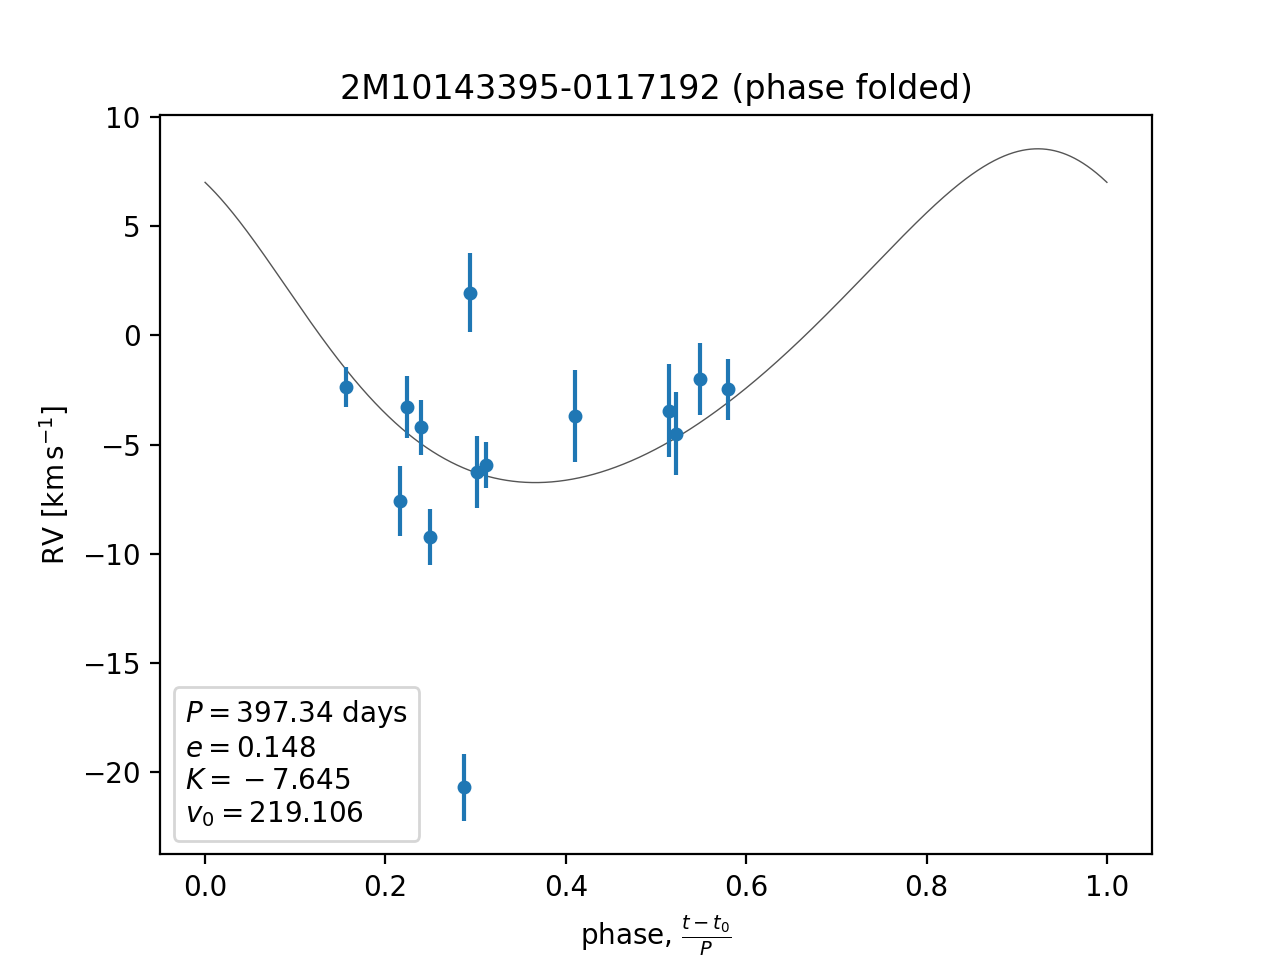 2M10143395-0117192 (phase folded)
10
5
0
−5
−10
−15
−20
RV [km s⁻¹]
P = 397.34 days
e = 0.148
K = −7.645
v₀ = 219.106
0.0 0.2 0.4 0.6 0.8 1.0
phase, (t − t₀)/P